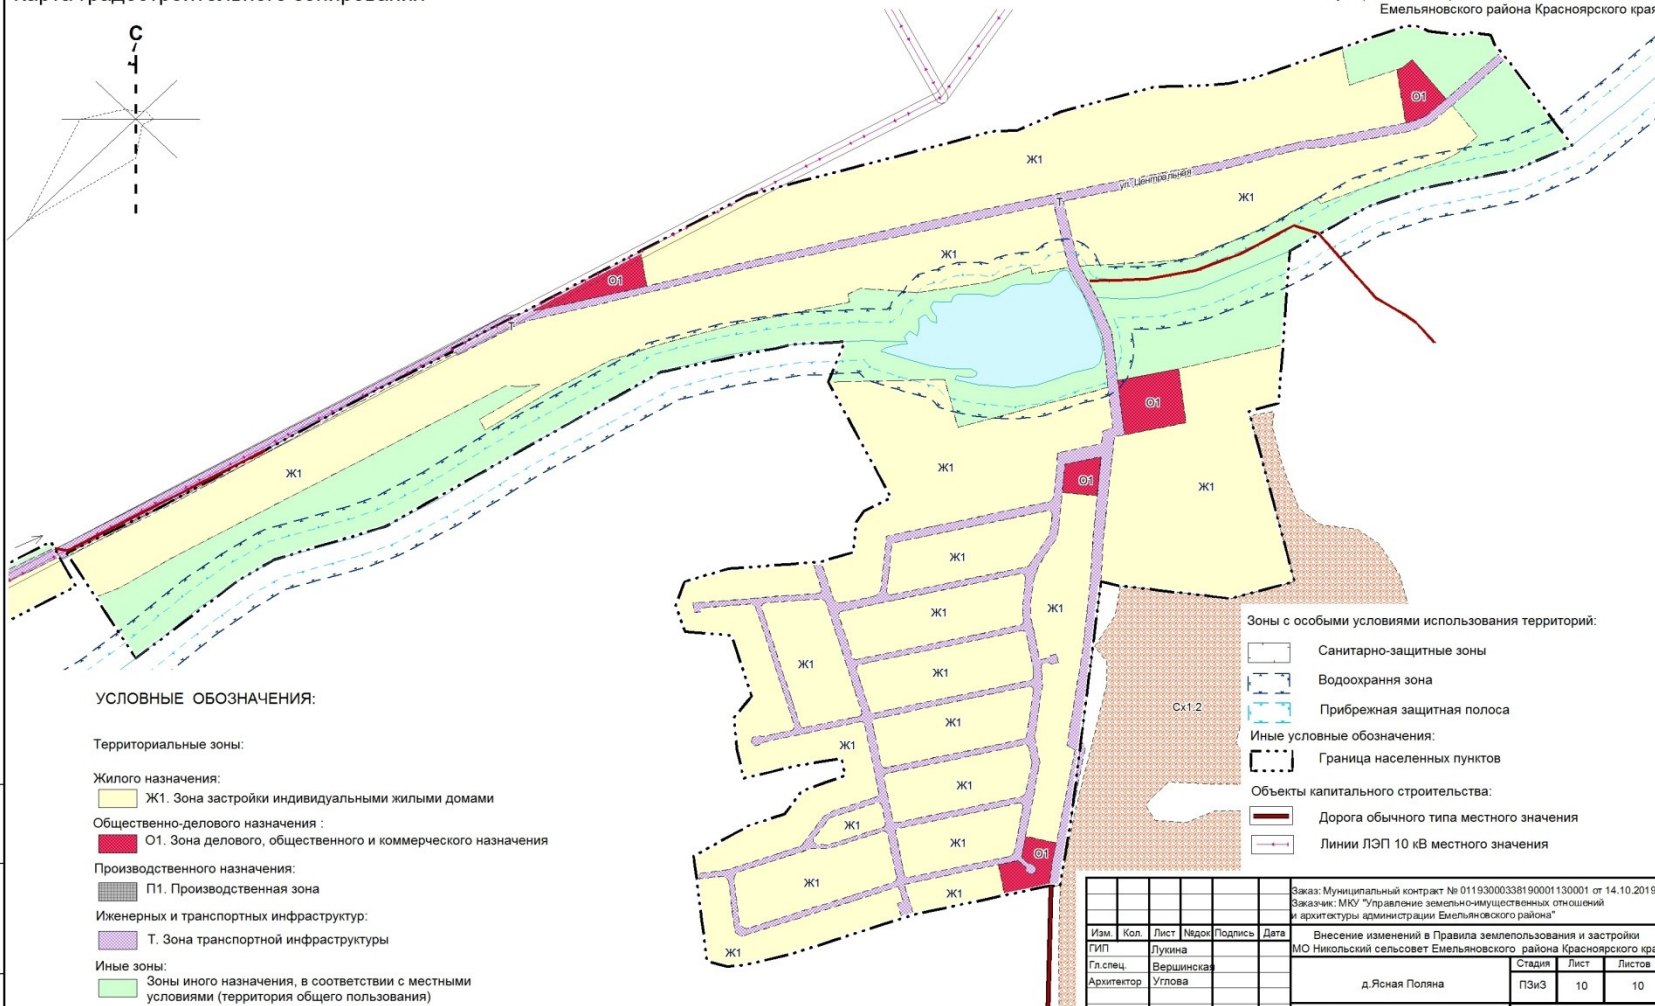 Карта градостроительного зонирования
Емельяновского района Красноярского края
С
О1
Ж1
ул. Центральная
Ж1
Т
Ж1
О1
Т
О1
Ж1
Ж1
О1
Ж1
Ж1
Ж1
Ж1
Ж1
Ж1
Ж1
Сх1.2
Ж1
Ж1
Ж1
Ж1
Ж1
О1
Ж1
Ж1
Ж1
УСЛОВНЫЕ ОБОЗНАЧЕНИЯ:
Территориальные зоны:
Жилого назначения:
Ж1. Зона застройки индивидуальными жилыми домами
Общественно-делового назначения :
О1. Зона делового, общественного и коммерческого назначения
Производственного назначения:
П1. Производственная зона
Иженерных и транспортных инфраструктур:
Т. Зона транспортной инфраструктуры
Иные зоны:
Зоны иного назначения, в соответствии с местными
условиями (территория общего пользования)
Зоны с особыми условиями использования территорий:
Санитарно-защитные зоны
Водоохрання зона
Прибрежная защитная полоса
Иные условные обозначения:
Граница населенных пунктов
Объекты капитального строительства:
Дорога обычного типа местного значения
Линии ЛЭП 10 кВ местного значения
Заказ: Муниципальный контракт № 01193000338190001130001 от 14.10.2019
Заказчик: МКУ "Управление земельно-имущественных отношений
и архитектуры администрации Емельяновского района"
Изм. Кол. Лист №док Подпись Дата
Внесение изменений в Правила землепользования и застройки
МО Никольский сельсовет Емельяновского района Красноярского кра
ГИП Лукина
Гл.спец. Вершинская
Архитектор Углова
д.Ясная Поляна
Стадия Лист Листов
ПЗиЗ 10 10